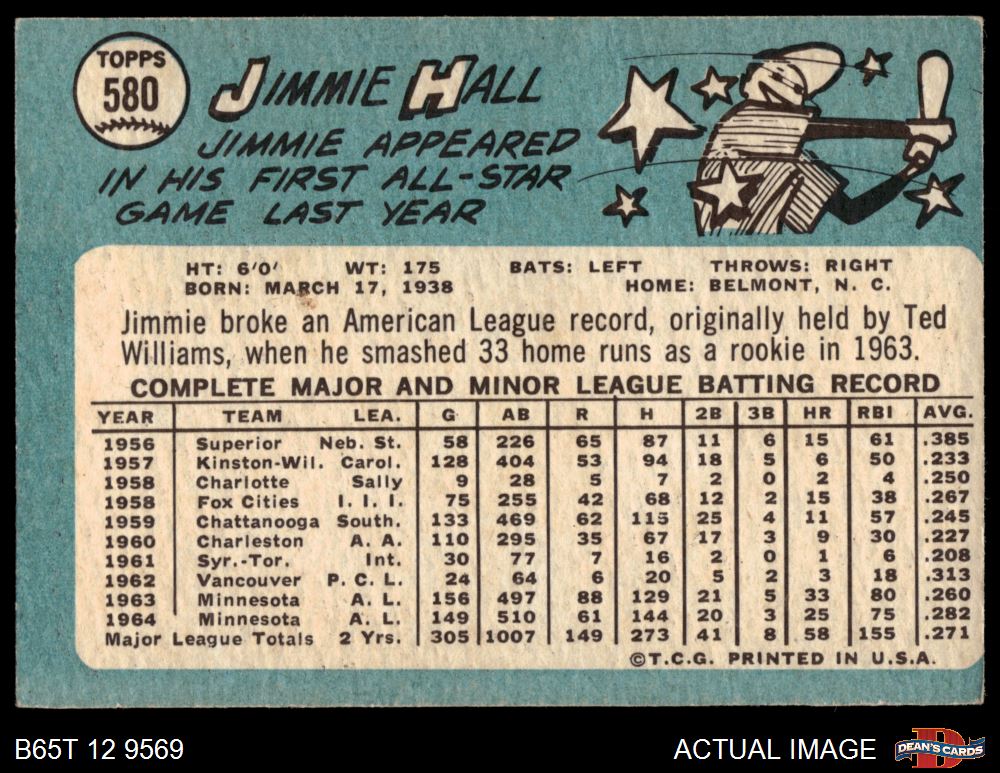 TOPPS
580
JIMMIE HALL
JIMMIE APPEARED
IN HIS FIRST ALL-STAR
GAME LAST YEAR
HT: 6'0' WT: 175 BATS: LEFT THROWS: RIGHT
BORN: MARCH 17, 1938 HOME: BELMONT, N. C.
Jimmie broke an American League record, originally held by Ted
Williams, when he smashed 33 home runs as a rookie in 1963.
COMPLETE MAJOR AND MINOR LEAGUE BATTING RECORD
YEAR TEAM LEA. G AB R H 2B 3B HR RBI AVG.
1956 Superior Neb. St. 58 226 65 87 11 6 15 61 .385
1957 Kinston-Wil. Carol. 128 404 53 94 18 5 6 50 .233
1958 Charlotte Sally 9 28 5 7 2 0 2 4 .250
1958 Fox Cities I. I. I. 75 255 42 68 12 2 15 38 .267
1959 Chattanooga South. 133 469 62 115 25 4 11 57 .245
1960 Charleston A. A. 110 295 35 67 17 3 9 30 .227
1961 Syr.-Tor. Int. 30 77 7 16 2 0 1 6 .208
1962 Vancouver P. C. L. 24 64 6 20 5 2 3 18 .313
1963 Minnesota A. L. 156 497 88 129 21 5 33 80 .260
1964 Minnesota A. L. 149 510 61 144 20 3 25 75 .282
Major League Totals 2 Yrs. 305 1007 149 273 41 8 58 155 .271
©T.C.G. PRINTED IN U.S.A.
B65T 12 9569 ACTUAL IMAGE
D
DEAN'S CARDS